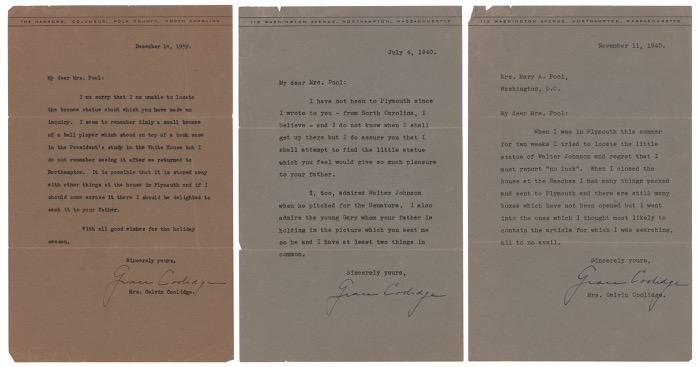 THE HARBORS, COLUMBUS, POLK COUNTY, NORTH CAROLINA
December 14, 1939.
My dear Mrs. Pool:
I am sorry that I am unable to locate
the bronze statue about which you have made an
inquiry. I seem to remember dimly a small bronze
of a ball player which stood on top of a book case
in the President's study in the White House but I
do not remember seeing it after we returned to
Northampton. It is possible that it is stored away
with other things at the house in Plymouth and if I
should come across it there I should be delighted to
sent it to your father.
With all good wishes for the holiday
season,
Sincerely yours,
Grace Coolidge
Mrs. Calvin Coolidge.
112 WASHINGTON AVENUE, NORTHAMPTON, MASSACHUSETTS
July 4, 1940.
My dear Mrs. Pool:
I have not been to Plymouth since
I wrote to you - from North Carolina, I
believe - and I do not know when I shall
get up there but I do assure you that I
shall attempt to find the little statue
which you feel would give so much pleasure
to your father.
I, too, admired Walter Johnson
when he pitched for the Senators. I also
admire the young Gary whom your father is
holding in the picture which you sent me
so he and I have at least two things in
common.
Sincerely yours,
Grace Coolidge
112 WASHINGTON AVENUE, NORTHAMPTON, MASSACHUSETTS
November 11, 1940.
Mrs. Mary A. Pool,
Washington, D.C.
My dear Mrs. Pool:
When I was in Plymouth this summer
for two weeks I tried to locate the little
statue of Walter Johnson and regret that I
must report "no luck". When I closed the
house at the Beeches I had many things packed
and sent to Plymouth and there are still many
boxes which have not been opened but I went
into the ones which I thought most likely to
contain the article for which I was searching,
all to no avail.
Sincerely yours,
Grace Coolidge
Mrs. Calvin Coolidge.